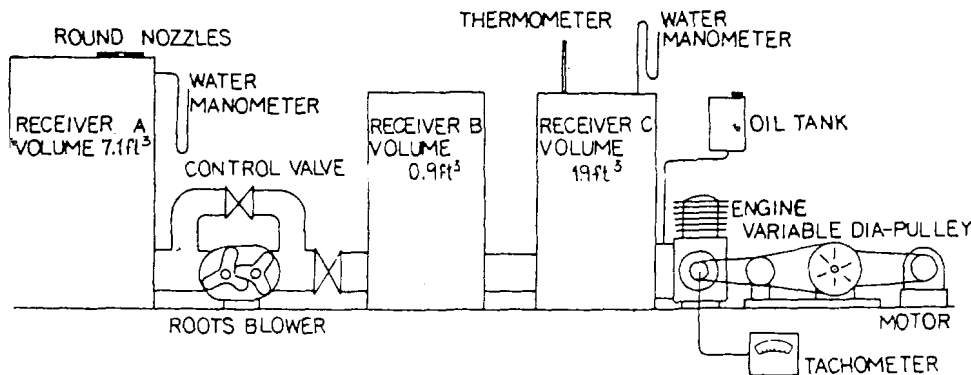 ROUND NOZZLES
WATER
MANOMETER
RECEIVER A
VOLUME 7.1ft³
CONTROL VALVE
ROOTS BLOWER
RECEIVER B
VOLUME
0.9ft³
THERMOMETER
WATER
MANOMETER
RECEIVER C
VOLUME
1.9ft³
OIL TANK
ENGINE
VARIABLE DIA-PULLEY
MOTOR
TACHOMETER